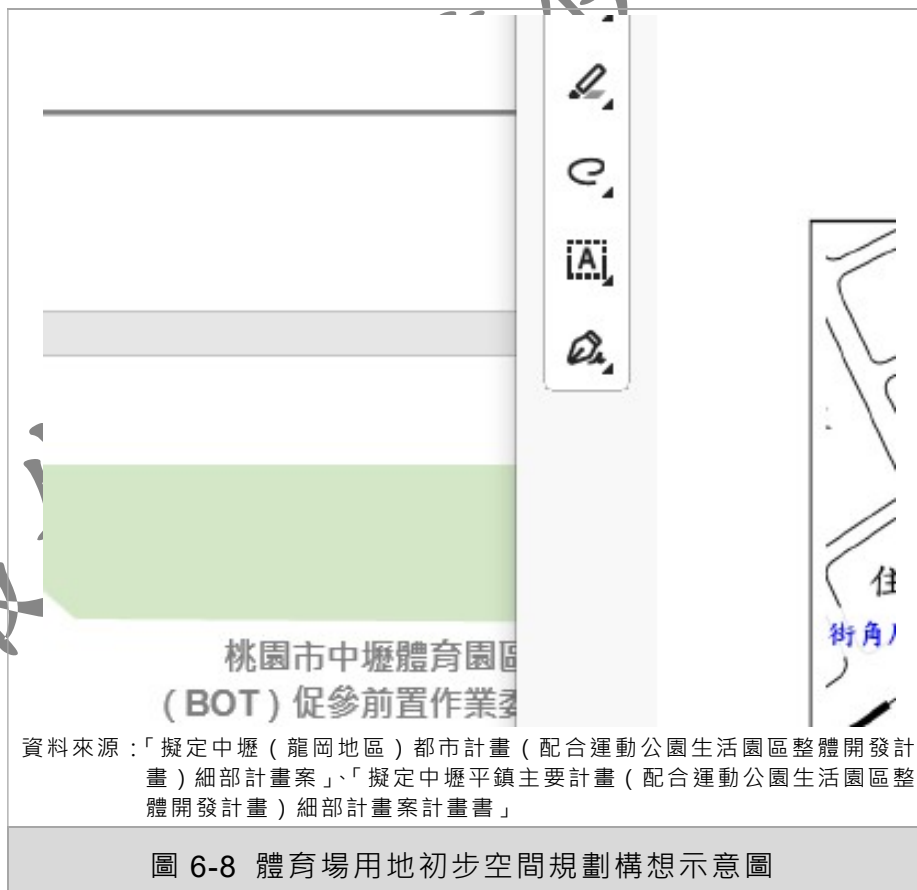 A
住
街角
桃園市中壢體育園區
（BOT）促參前置作業委
資料來源：「擬定中壢（龍岡地區）都市計畫（配合運動公園生活園區整體開發計
畫）細部計畫案」、「擬定中壢平鎮主要計畫（配合運動公園生活園區整
體開發計畫）細部計畫案計畫書」
圖 6-8 體育場用地初步空間規劃構想示意圖